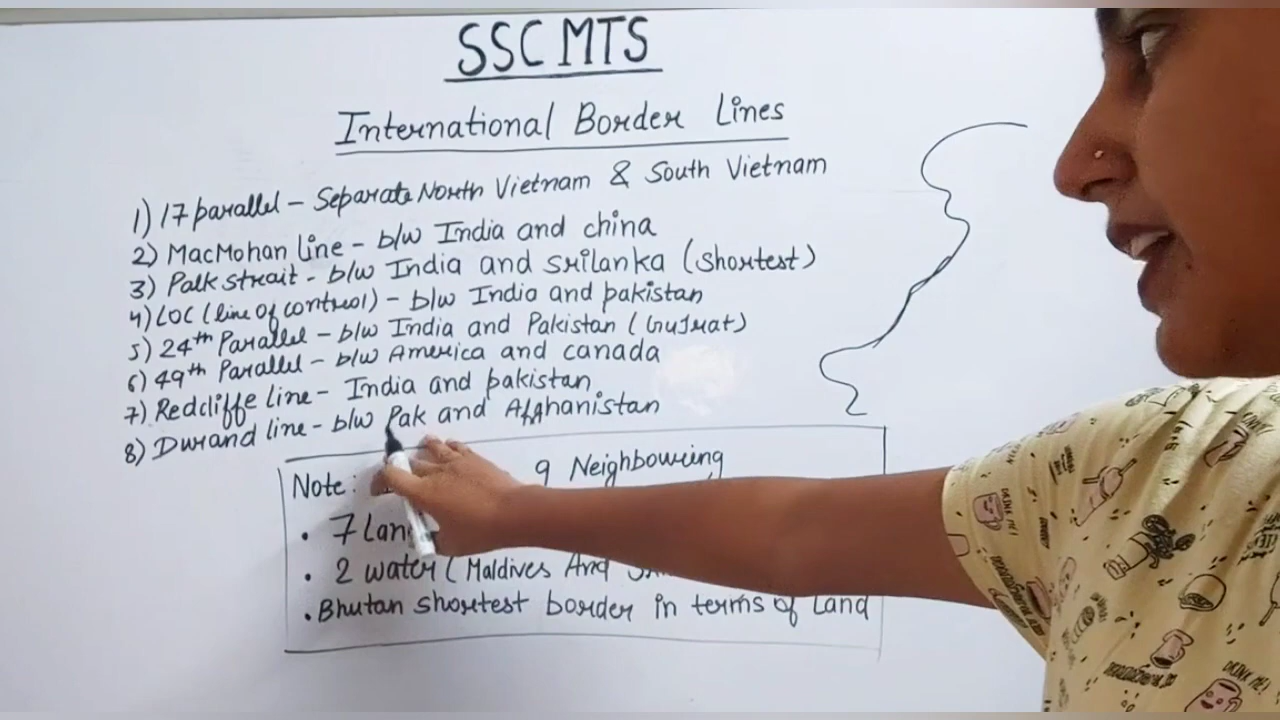 SSC MTS
International Border Lines
1) 17 parallel - Separate North Vietnam & South Vietnam
2) MacMohan line - b/w India and china
3) Palk strait - b/w India and srilanka (shortest)
4) LOC (line of control) - b/w India and pakistan
5) 24th Parallel - b/w India and Pakistan (Gujrat)
6) 49th Parallel - b/w America and canada
7) Redcliffe line - India and pakistan
8) Durand line - b/w Pak and Afghanistan
Note: 9 Neighbouring
• 7
• 2 water (Maldives And
• Bhutan shortest border in terms of Land